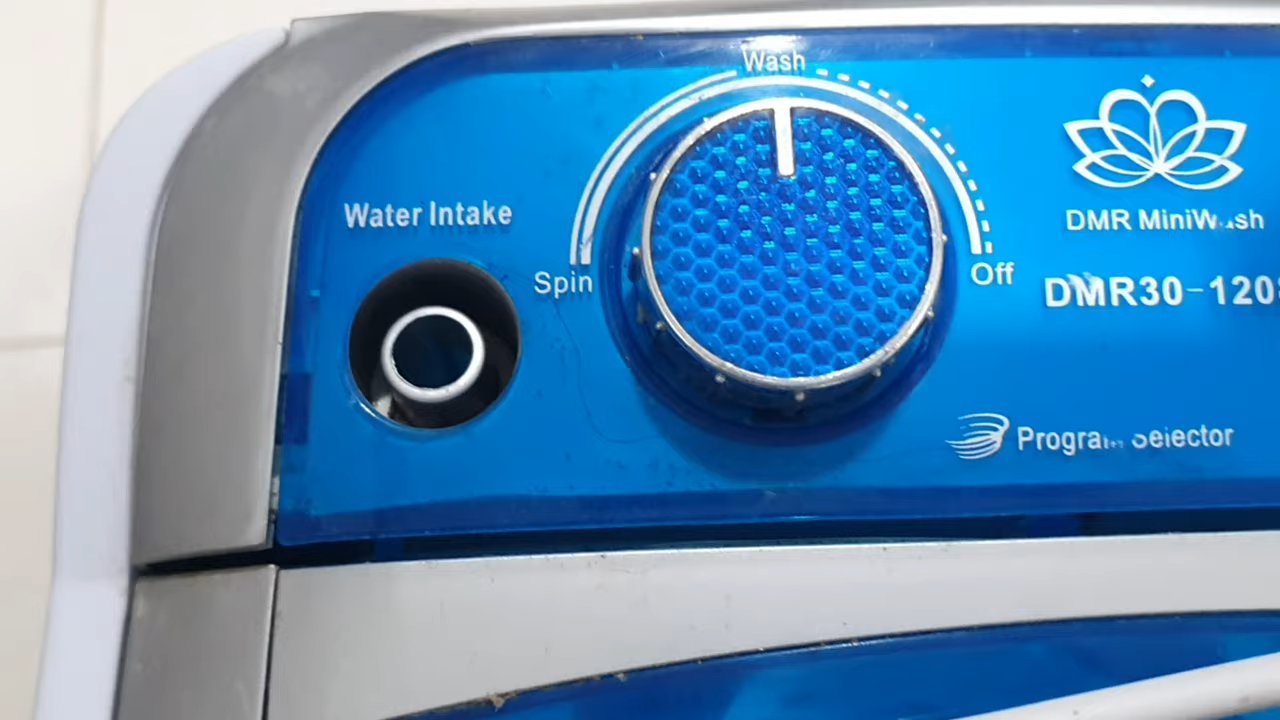 Wash
Water Intake
Spin
Off
DMR MiniWash
DMR30-120
Program Selector